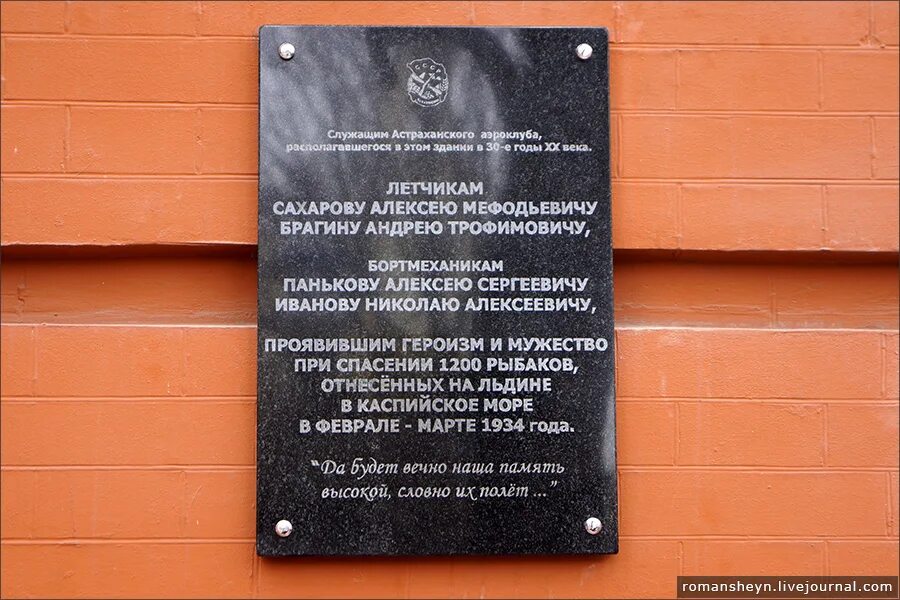 СССР
Служащим Астраханского аэроклуба,
располагавшегося в этом здании в 30-е годы XX века.
ЛЕТЧИКАМ
САХАРОВУ АЛЕКСЕЮ МЕФОДЬЕВИЧУ
БРАГИНУ АНДРЕЮ ТРОФИМОВИЧУ,
БОРТМЕХАНИКАМ
ПАНЬКОВУ АЛЕКСЕЮ СЕРГЕЕВИЧУ
ИВАНОВУ НИКОЛАЮ АЛЕКСЕЕВИЧУ,
ПРОЯВИВШИМ ГЕРОИЗМ И МУЖЕСТВО
ПРИ СПАСЕНИИ 1200 РЫБАКОВ,
ОТНЕСЁННЫХ НА ЛЬДИНЕ
В КАСПИЙСКОЕ МОРЕ
В ФЕВРАЛЕ - МАРТЕ 1934 года.
“Да будет вечно наша память
высокой, словно их полёт ...”
romansheyn.livejournal.com